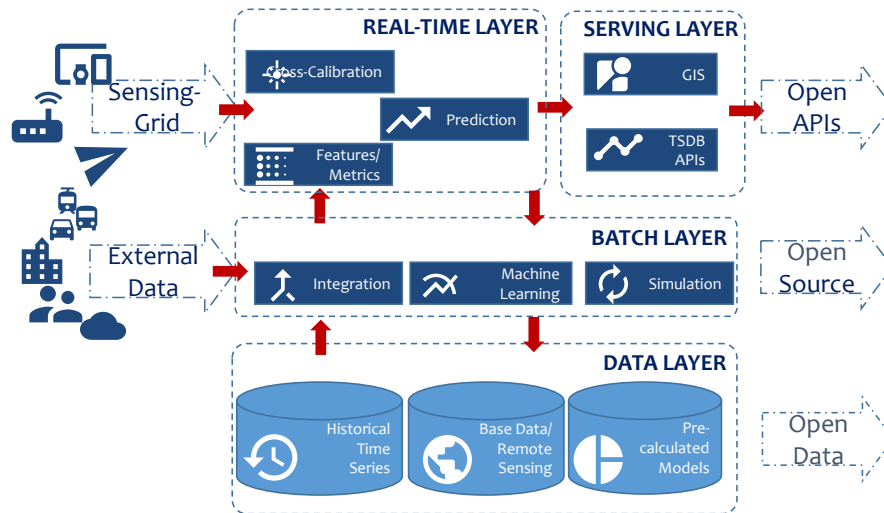 REAL-TIME LAYER
SERVING LAYER
Cross-Calibration
GIS
Sensing-
Grid
Prediction
Open
APIs
TSDB
APIs
Features/
Metrics
BATCH LAYER
External
Data
Integration
Machine
Learning
Simulation
Open
Source
DATA LAYER
Historical
Time
Series
Base Data/
Remote
Sensing
Pre-
calculated
Models
Open
Data